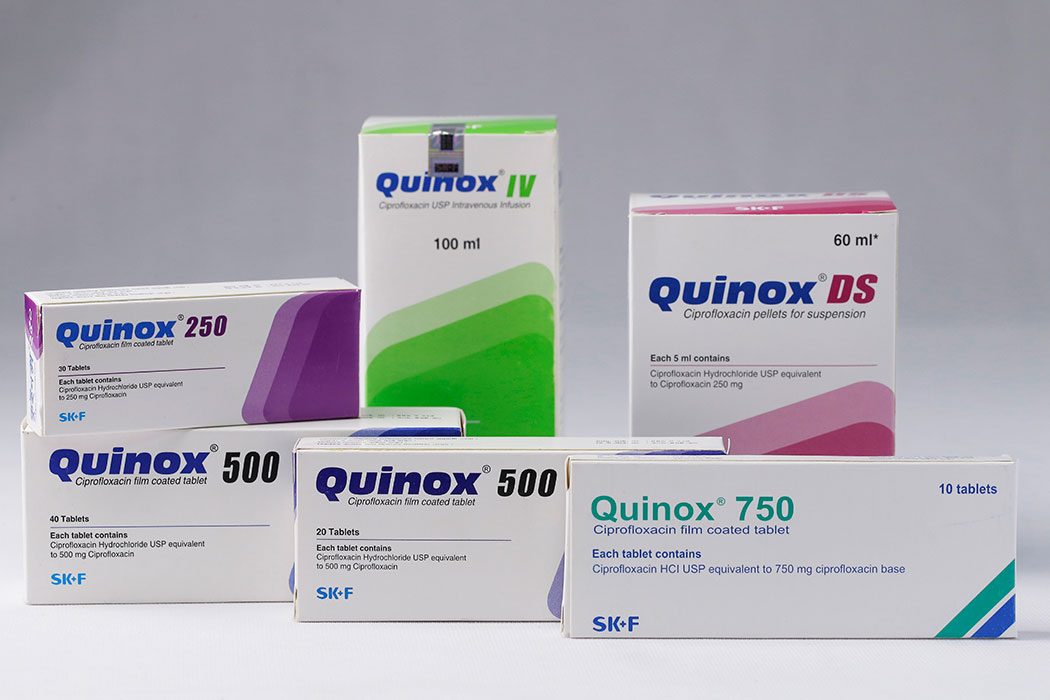 SK+F
Quinox® IV
Ciprofloxacin USP Intravenous Infusion
100 ml
SK+F
60 ml*
Quinox® DS
Ciprofloxacin pellets for suspension
Each 5 ml contains
Ciprofloxacin Hydrochloride USP equivalent
to Ciprofloxacin 250 mg
Quinox® 250
Ciprofloxacin film coated tablet
30 Tablets
Each tablet contains
Ciprofloxacin Hydrochloride USP equivalent
to 250 mg Ciprofloxacin
SK+F
Quinox® 500
Ciprofloxacin film coated tablet
40 Tablets
Each tablet contains
Ciprofloxacin Hydrochloride USP equivalent
to 500 mg Ciprofloxacin
SK+F
Quinox® 500
Ciprofloxacin film coated tablet
20 Tablets
Each tablet contains
Ciprofloxacin Hydrochloride USP equivalent
to 500 mg Ciprofloxacin
SK+F
10 tablets
Quinox® 750
Ciprofloxacin film coated tablet
Each tablet contains
Ciprofloxacin HCl USP equivalent to 750 mg ciprofloxacin base
SK+F